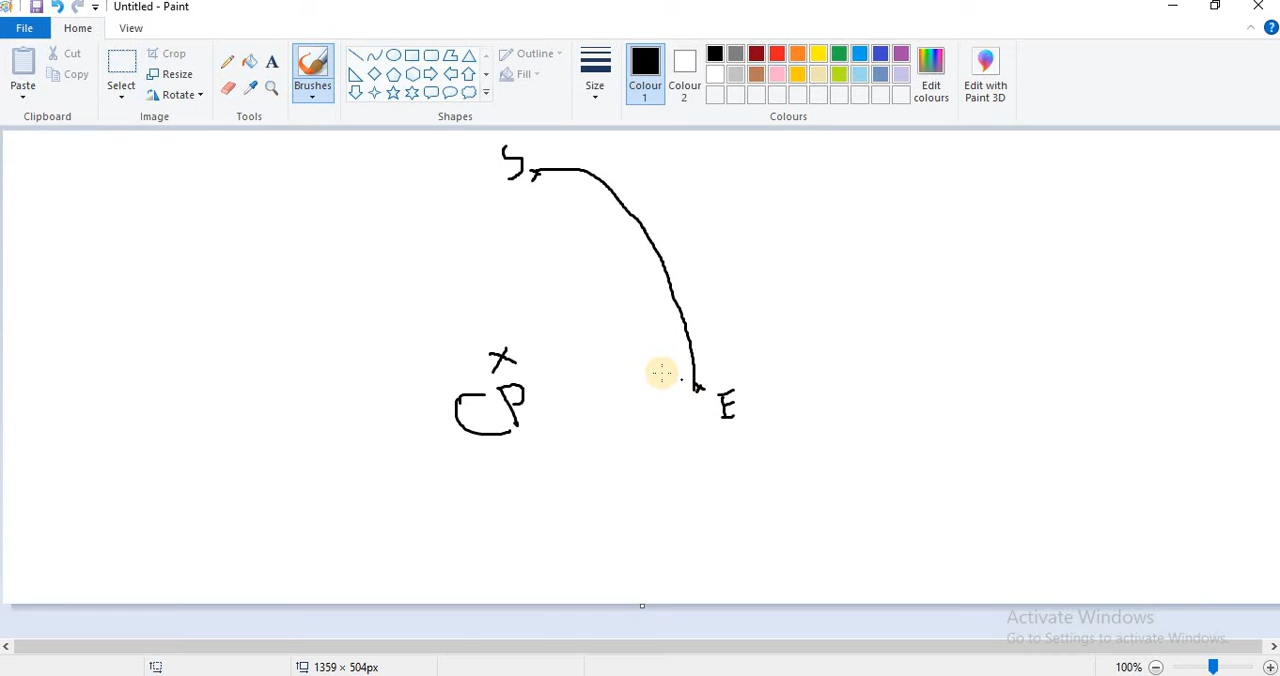 Untitled - Paint
File Home View
Paste
Cut
Copy
Clipboard
Select
Crop
Resize
Rotate
Image
A
Tools
Brushes
Outline
Fill
Shapes
Size
Colour 1
Colour 2
Edit colours
Colours
Edit with Paint 3D
S
X
CP
E
Activate Windows
Go to Settings to activate Windows.
1359 × 504px
100%